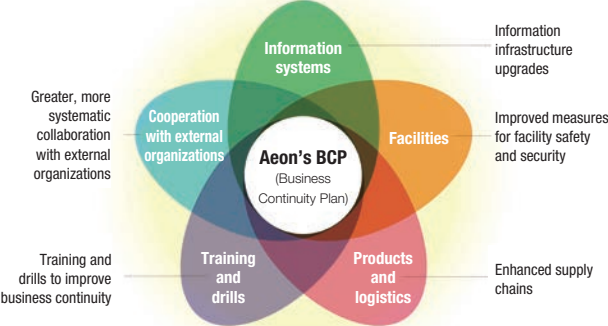 Information
systems
Information
infrastructure
upgrades
Greater, more
systematic
collaboration
with external
organizations
Cooperation
with external
organizations
Facilities
Improved measures
for facility safety
and security
Aeon's BCP
(Business
Continuity Plan)
Training and
drills to improve
business continuity
Training
and
drills
Products
and
logistics
Enhanced supply
chains